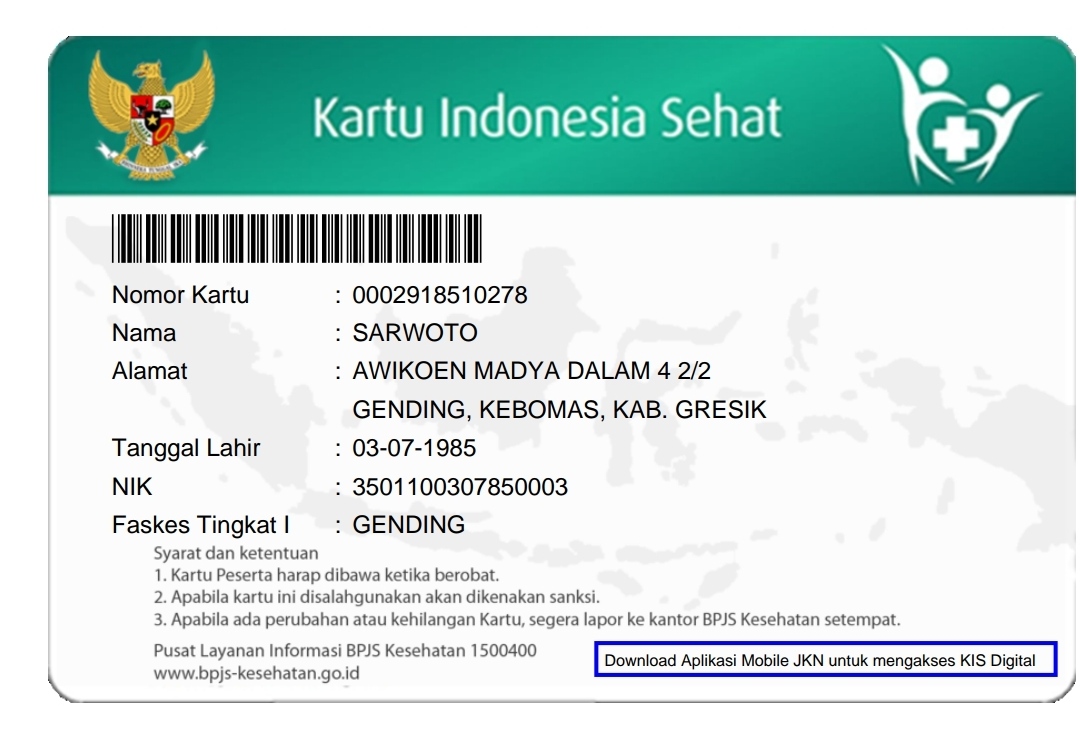 Kartu Indonesia Sehat
Nomor Kartu : 0002918510278
Nama : SARWOTO
Alamat : AWIKOEN MADYA DALAM 4 2/2
GENDING, KEBOMAS, KAB. GRESIK
Tanggal Lahir : 03-07-1985
NIK : 3501100307850003
Faskes Tingkat I : GENDING
Syarat dan ketentuan
1. Kartu Peserta harap dibawa ketika berobat.
2. Apabila kartu ini disalahgunakan akan dikenakan sanksi.
3. Apabila ada perubahan atau kehilangan Kartu, segera lapor ke kantor BPJS Kesehatan setempat.
Pusat Layanan Informasi BPJS Kesehatan 1500400
www.bpjs-kesehatan.go.id
Download Aplikasi Mobile JKN untuk mengakses KIS Digital